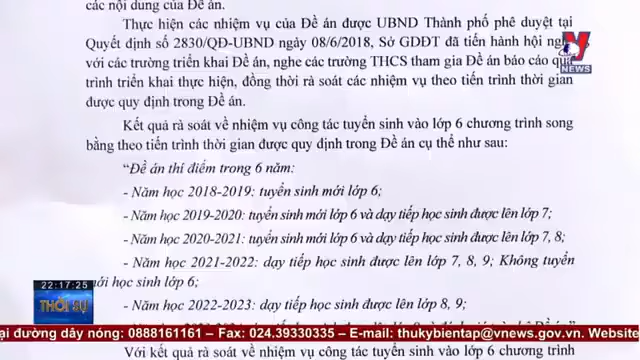 các nội dung của Đề án.
Thực hiện các nhiệm vụ của Đề án được UBND Thành phố phê duyệt tại
Quyết định số 2830/QĐ-UBND ngày 08/6/2018, Sở GDĐT đã tiến hành hội
với các trường triển khai Đề án, nghe các trường THCS tham gia Đề án báo cáo quá
trình triển khai thực hiện, đồng thời rà soát các nhiệm vụ theo tiến trình thời gian
được quy định trong Đề án.
Kết quả rà soát về nhiệm vụ công tác tuyển sinh vào lớp 6 chương trình song
bằng theo tiến trình thời gian được quy định trong Đề án cụ thể như sau:
“Đề án thí điểm trong 6 năm:
- Năm học 2018-2019: tuyển sinh mới lớp 6;
- Năm học 2019-2020: tuyển sinh mới lớp 6 và dạy tiếp học sinh được lên lớp 7;
- Năm học 2020-2021: tuyển sinh mới lớp 6 và dạy tiếp học sinh được lên lớp 7, 8;
- Năm học 2021-2022: dạy tiếp học sinh được lên lớp 7, 8, 9; Không tuyển
học sinh lớp 6;
- Năm học 2022-2023: dạy tiếp học sinh được lên lớp 8, 9;
Với kết quả rà soát về nhiệm vụ công tác tuyển sinh vào lớp 6 chương trình
NEWS
22:17:25
THỜI SỰ
ại đường dây nóng: 0888161161 – Fax: 024.39330335 – Email: thukybientap@vnews.gov.vn. Website